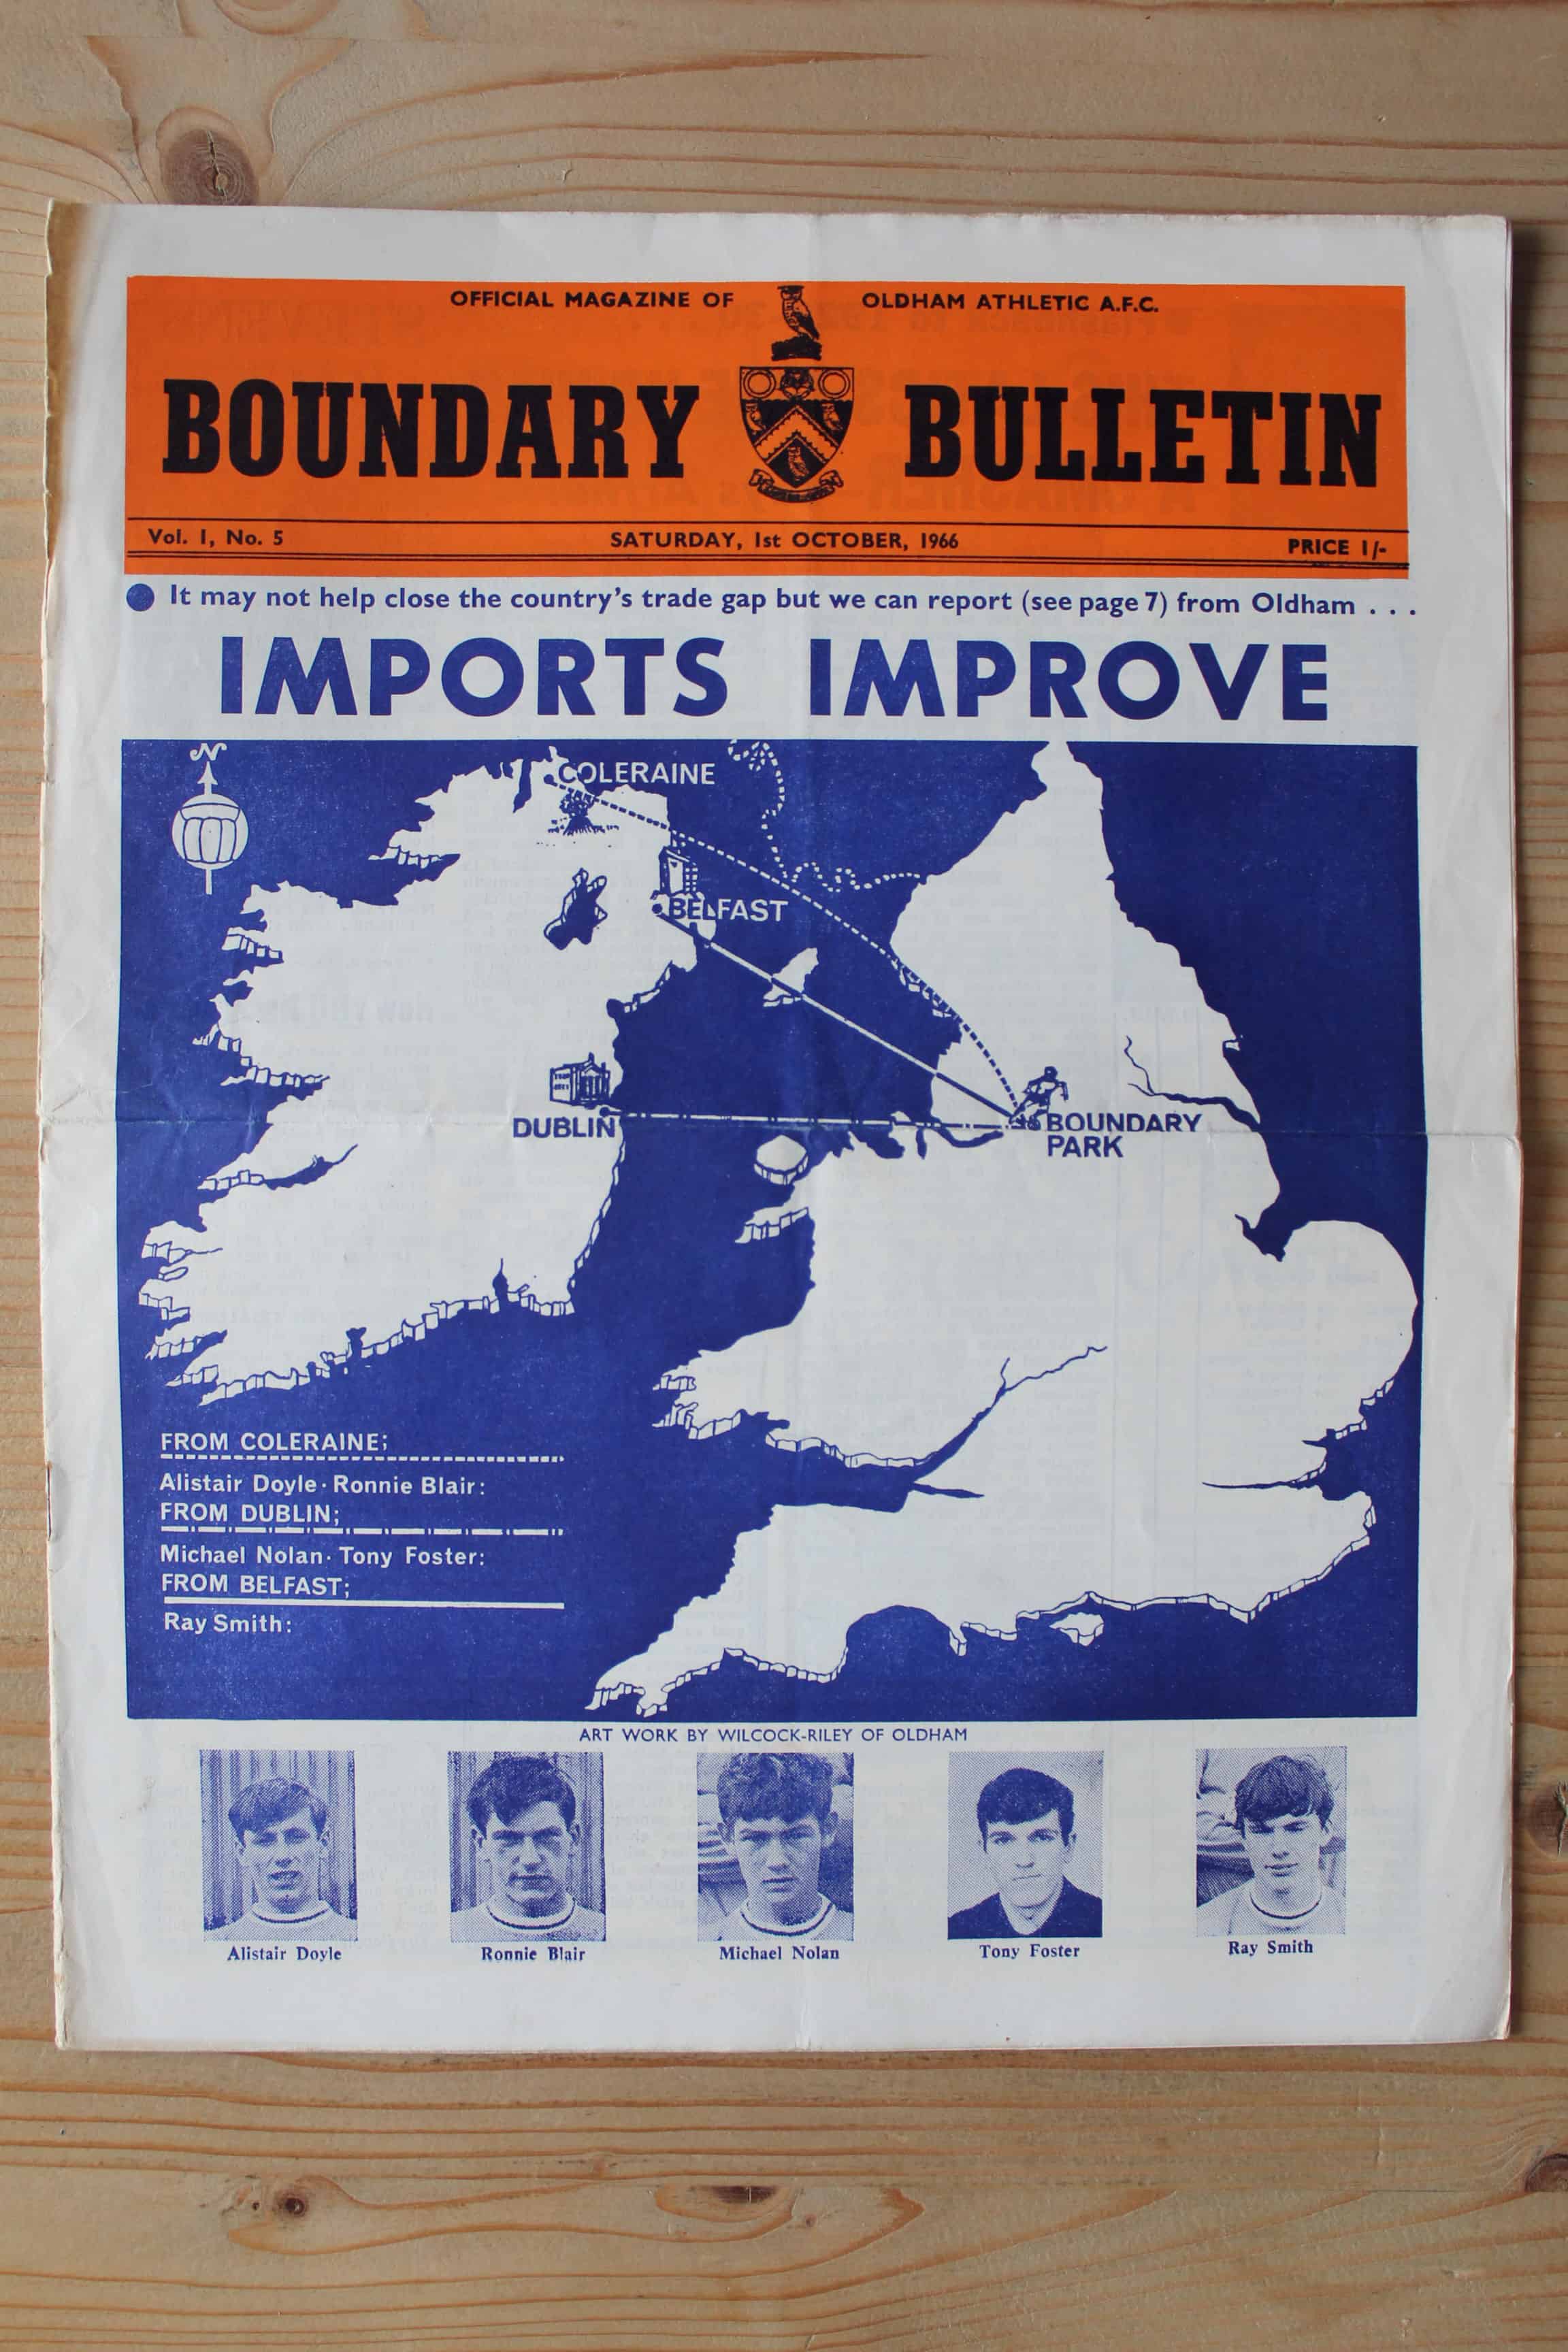 OFFICIAL MAGAZINE OF OLDHAM ATHLETIC A.F.C.
BOUNDARY BULLETIN
Vol. 1, No. 5 SATURDAY, 1st OCTOBER, 1966 PRICE 1/-
It may not help close the country's trade gap but we can report (see page 7) from Oldham . . .
IMPORTS IMPROVE
N
COLERAINE
BELFAST
DUBLIN
BOUNDARY
PARK
FROM COLERAINE;
Alistair Doyle · Ronnie Blair:
FROM DUBLIN;
Michael Nolan · Tony Foster:
FROM BELFAST;
Ray Smith:
ART WORK BY WILCOCK-RILEY OF OLDHAM
Alistair Doyle Ronnie Blair Michael Nolan Tony Foster Ray Smith